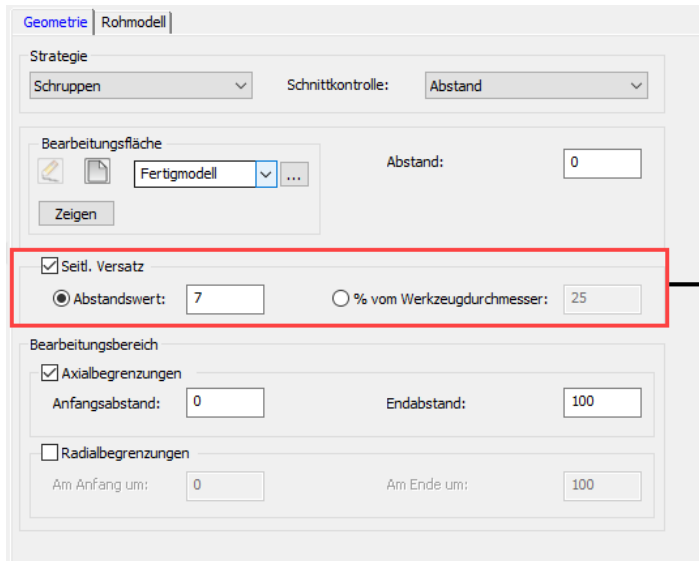 Geometrie Rohmodell
Strategie
Schruppen Schnittkontrolle: Abstand
Bearbeitungsfläche
Fertigmodell ... Abstand: 0
Zeigen
Seitl. Versatz
Abstandswert: 7 % vom Werkzeugdurchmesser: 25
Bearbeitungsbereich
Axialbegrenzungen
Anfangsabstand: 0 Endabstand: 100
Radialbegrenzungen
Am Anfang um: 0 Am Ende um: 100